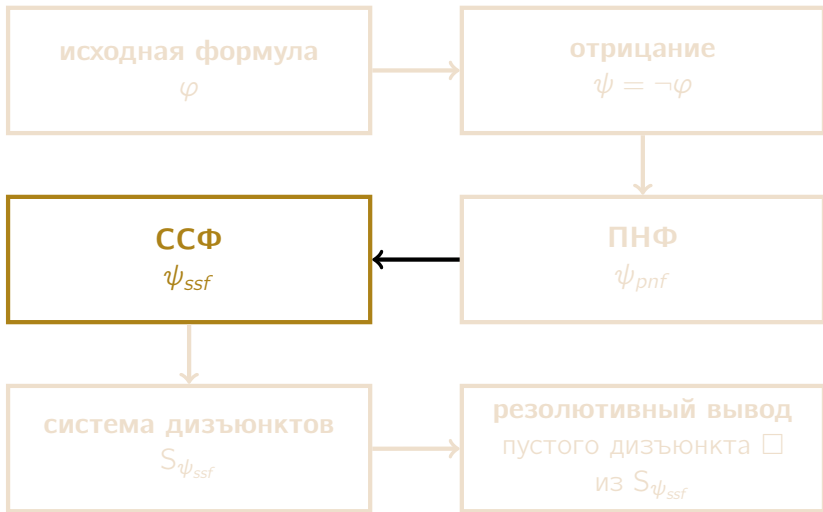 исходная формула
φ
отрицание
ψ = ¬φ
ССФ
ψ_ssf
ПНФ
ψ_pnf
система дизъюнктов
S_ψ_ssf
резолютивный вывод
пустого дизъюнкта □
из S_ψ_ssf